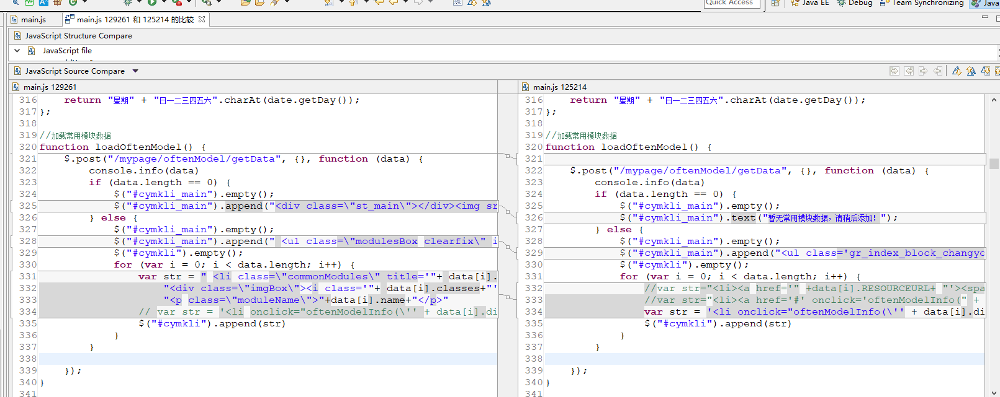 Quick Access
Java EE
Debug
Team Synchronizing
Java
main.js
main.js 129261 和 125214 的比较
JavaScript Structure Compare
JavaScript file
JavaScript Source Compare
main.js 129261
316 return "星期" + "日一二三四五六".charAt(date.getDay());
317 };
318
319 //加载常用模块数据
320 function loadOftenModel() {
321 $.post("/mypage/oftenModel/getData", {}, function (data) {
322 console.info(data)
323 if (data.length == 0) {
324 $("#cymkli_main").empty();
325 $("#cymkli_main").append("<div class=\"st_main\"></div><img sr
326 } else {
327 $("#cymkli_main").empty();
328 $("#cymkli_main").append(" <ul class=\"modulesBox clearfix\" i
329 $("#cymkli").empty();
330 for (var i = 0; i < data.length; i++) {
331 var str = " <li class=\"commonModules\" title='"+ data[i].
332 "<div class=\"imgBox\"><i class='"+ data[i].classes+"'
333 "<p class=\"moduleName\">"+data[i].name+"</p>"
334 // var str = '<li onclick="oftenModelInfo(\'' + data[i].di
335 $("#cymkli").append(str)
336 }
337 }
338
339 });
340 }
341
main.js 125214
316 return "星期" + "日一二三四五六".charAt(date.getDay());
317 };
318
319 //加载常用模块数据
320 function loadOftenModel() {
321
322 $.post("/mypage/oftenModel/getData", {}, function (data) {
323 console.info(data)
324 if (data.length == 0) {
325 $("#cymkli_main").empty();
326 $("#cymkli_main").text("暂无常用模块数据，请稍后添加！");
327 } else {
328 $("#cymkli_main").empty();
329 $("#cymkli_main").append("<ul class='gr_index_block_changyc
330 $("#cymkli").empty();
331 for (var i = 0; i < data.length; i++) {
332 //var str="<li><a href='" +data[i].RESOURCEURL+ "'><spa
333 //var str="<li><a href='#' onclick='oftenModelInfo(" +
334 var str = '<li onclick="oftenModelInfo(\'' + data[i].di
335 $("#cymkli").append(str)
336 }
337 }
338
339 });
340 }
341